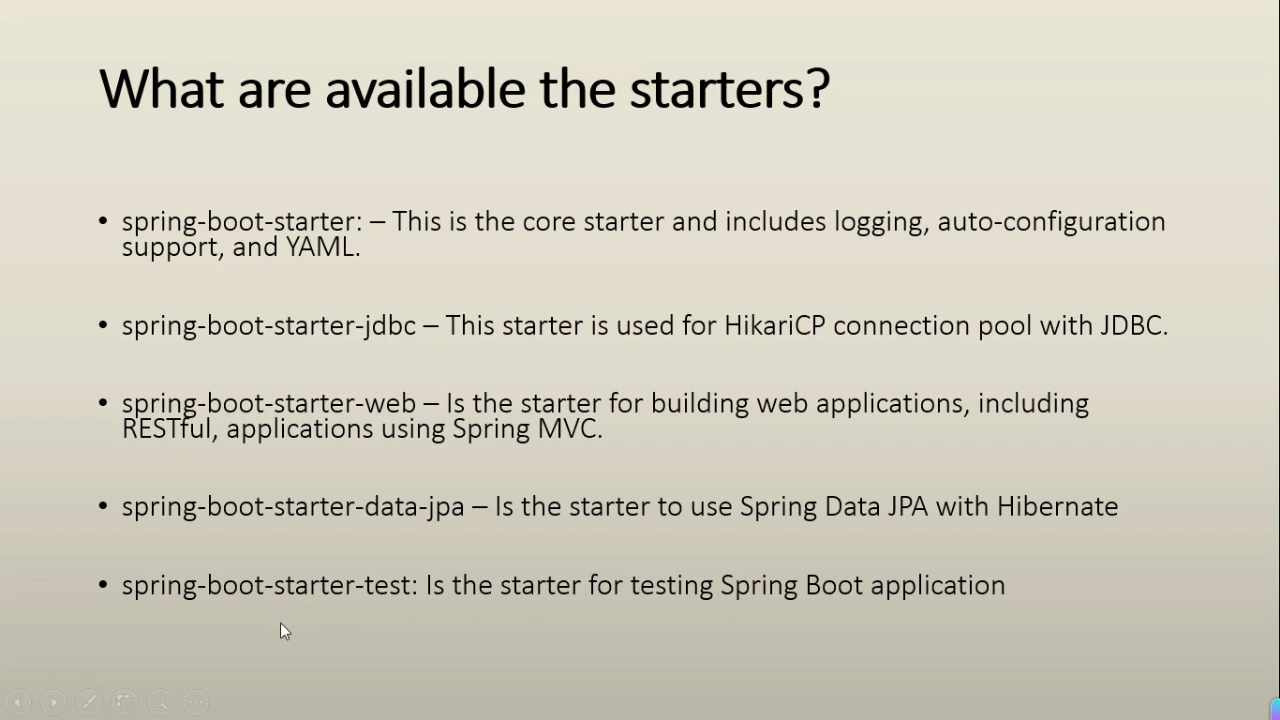 What are available the starters?
• spring-boot-starter: – This is the core starter and includes logging, auto-configuration
support, and YAML.
• spring-boot-starter-jdbc – This starter is used for HikariCP connection pool with JDBC.
• spring-boot-starter-web – Is the starter for building web applications, including
RESTful, applications using Spring MVC.
• spring-boot-starter-data-jpa – Is the starter to use Spring Data JPA with Hibernate
• spring-boot-starter-test: Is the starter for testing Spring Boot application